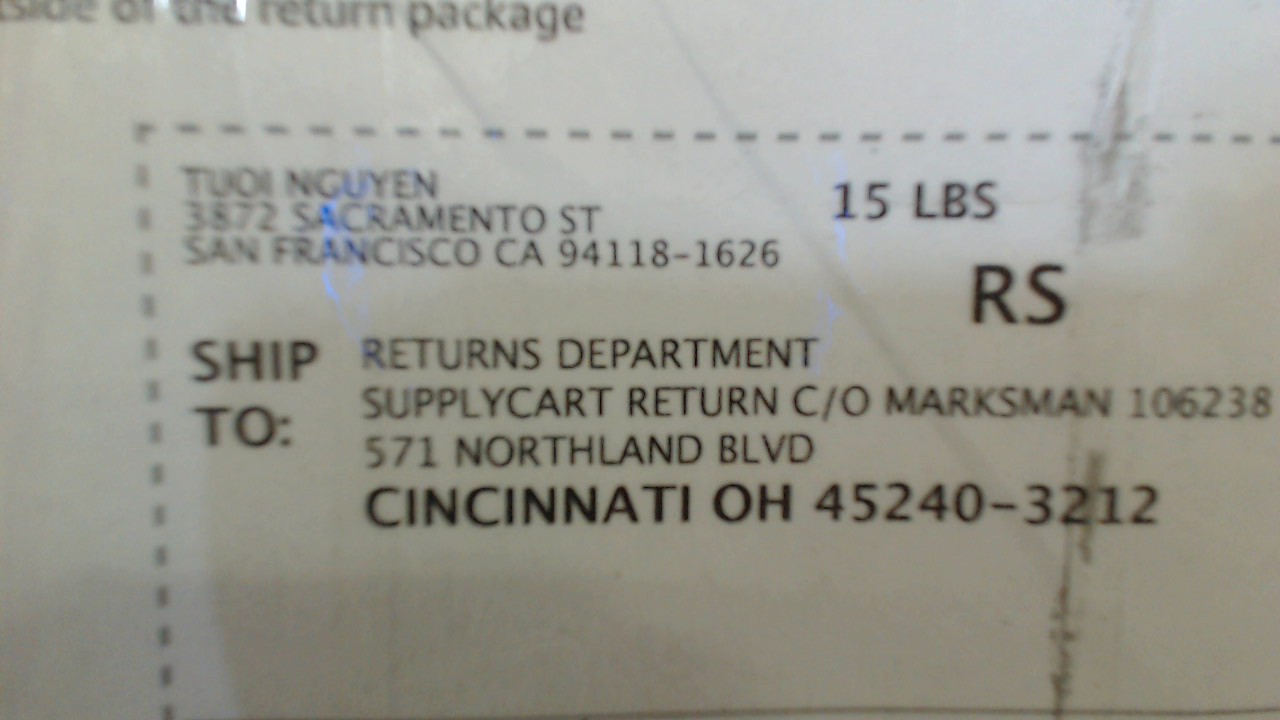 tside of the return package
TUOI NGUYEN
3872 SACRAMENTO ST
SAN FRANCISCO CA 94118-1626
15 LBS
RS
SHIP TO:
RETURNS DEPARTMENT
SUPPLYCART RETURN C/O MARKSMAN 106238
571 NORTHLAND BLVD
CINCINNATI OH 45240-3212